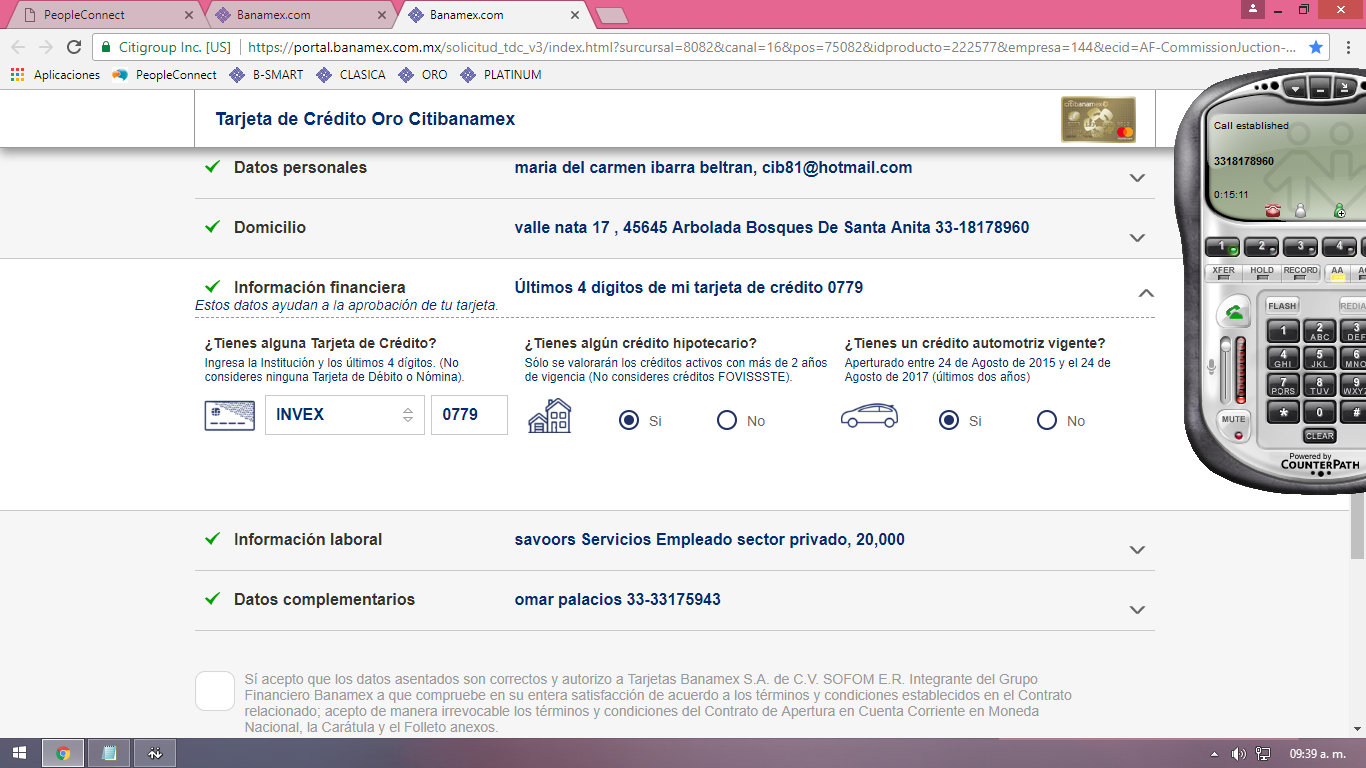 PeopleConnect
Banamex.com
Banamex.com
Citigroup Inc. [US]
https://portal.banamex.com.mx/solicitud_tdc_v3/index.html?sursursal=8082&canal=16&pos=75082&idproducto=222577&empresa=144&ecid=AF-CommissionJuction-...
Aplicaciones
PeopleConnect
B-SMART
CLASICA
ORO
PLATINUM
Tarjeta de Crédito Oro Citibanamex
citibanamex
Datos personales
maria del carmen ibarra beltran, cib81@hotmail.com
Domicilio
valle nata 17 , 45645 Arbolada Bosques De Santa Anita 33-18178960
Información financiera
Últimos 4 dígitos de mi tarjeta de crédito 0779
Estos datos ayudan a la aprobación de tu tarjeta.
¿Tienes alguna Tarjeta de Crédito?
Ingresa la Institución y los últimos 4 dígitos. (No
consideres ninguna Tarjeta de Débito o Nómina).
INVEX
0779
¿Tienes algún crédito hipotecario?
Sólo se valorarán los créditos activos con más de 2 años
de vigencia (No consideres créditos FOVISSSTE).
Si
No
¿Tienes un crédito automotriz vigente?
Aperturado entre 24 de Agosto de 2015 y el 24 de
Agosto de 2017 (últimos dos años)
Si
No
Información laboral
savoors Servicios Empleado sector privado, 20,000
Datos complementarios
omar palacios 33-33175943
Sí acepto que los datos asentados son correctos y autorizo a Tarjetas Banamex S.A. de C.V. SOFOM E.R. Integrante del Grupo
Financiero Banamex a que compruebe en su entera satisfacción de acuerdo a los términos y condiciones establecidos en el Contrato
relacionado; acepto de manera irrevocable los términos y condiciones del Contrato de Apertura en Cuenta Corriente en Moneda
Nacional, la Carátula y el Folleto anexos.
Call established
3318178960
0:15:11
1
2
3
4
XFER
HOLD
RECORD
AA
FLASH
REDIA
1
2 ABC
3 DEF
4 GHI
5 JKL
6 MNO
7 PQRS
8 TUV
9 WXYZ
*
0
#
MUTE
CLEAR
Powered by
COUNTERPATH
09:39 a. m.